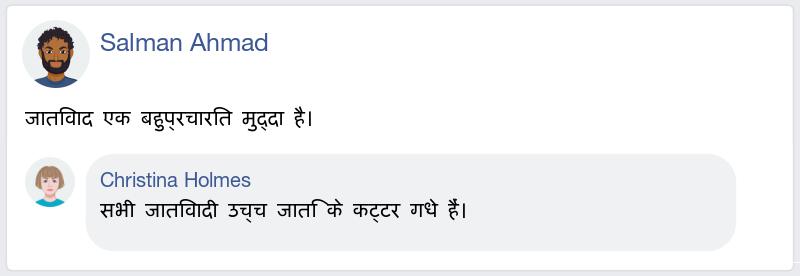 Salman Ahmad
जातिवाद एक बहुप्रचारित मुद्दा है।
Christina Holmes
सभी जातिवादी उच्च जाति के कट्टर गधे हैं।